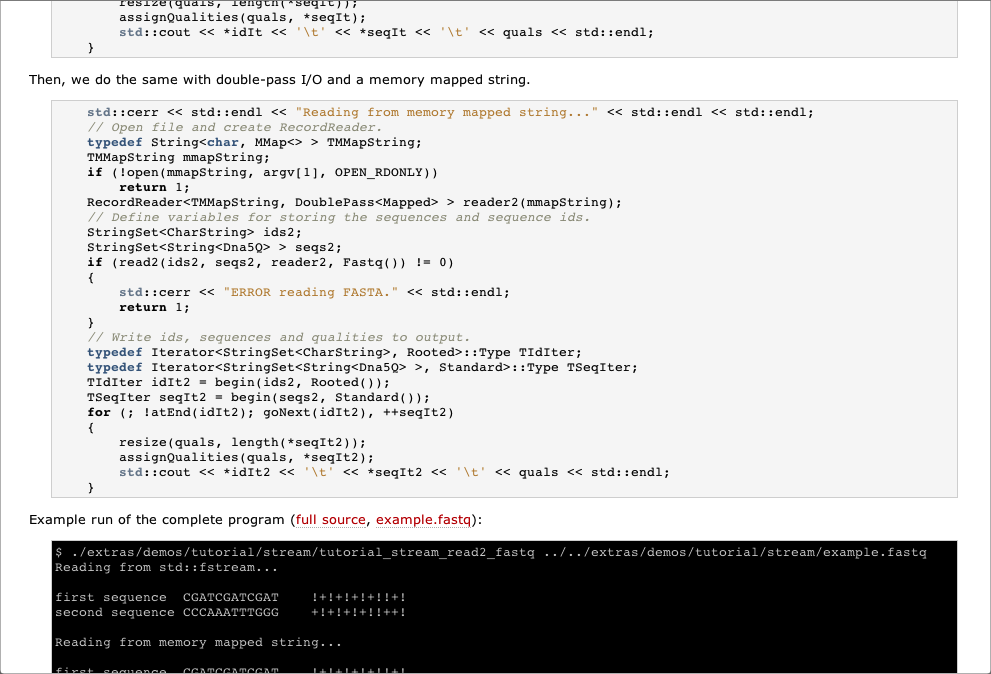 resize(quals, length(*seqIt));
assignQualities(quals, *seqIt);
std::cout << *idIt << '\t' << *seqIt << '\t' << quals << std::endl;
}
Then, we do the same with double-pass I/O and a memory mapped string.
std::cerr << std::endl << "Reading from memory mapped string..." << std::endl << std::endl;
// Open file and create RecordReader.
typedef String<char, MMap<> > TMMapString;
TMMapString mmapString;
if (!open(mmapString, argv[1], OPEN_RDONLY))
return 1;
RecordReader<TMMapString, DoublePass<Mapped> > reader2(mmapString);
// Define variables for storing the sequences and sequence ids.
StringSet<CharString> ids2;
StringSet<String<Dna5Q> > seqs2;
if (read2(ids2, seqs2, reader2, Fastq()) != 0)
{
std::cerr << "ERROR reading FASTA." << std::endl;
return 1;
}
// Write ids, sequences and qualities to output.
typedef Iterator<StringSet<CharString>, Rooted>::Type TIdIter;
typedef Iterator<StringSet<String<Dna5Q> >, Standard>::Type TSeqIter;
TIdIter idIt2 = begin(ids2, Rooted());
TSeqIter seqIt2 = begin(seqs2, Standard());
for (; !atEnd(idIt2); goNext(idIt2), ++seqIt2)
{
resize(quals, length(*seqIt2));
assignQualities(quals, *seqIt2);
std::cout << *idIt2 << '\t' << *seqIt2 << '\t' << quals << std::endl;
}
Example run of the complete program (full source, example.fastq):
$ ./extras/demos/tutorial/stream/tutorial_stream_read2_fastq ../../extras/demos/tutorial/stream/example.fastq
Reading from std::fstream...
first sequence  CGATCGATCGAT    !+!+!+!+!!+!
second sequence CCCAAATTTGGG    +!+!+!+!!++!
Reading from memory mapped string...
first sequence  CGATCGATCGAT    !+!+!+!+!!+!